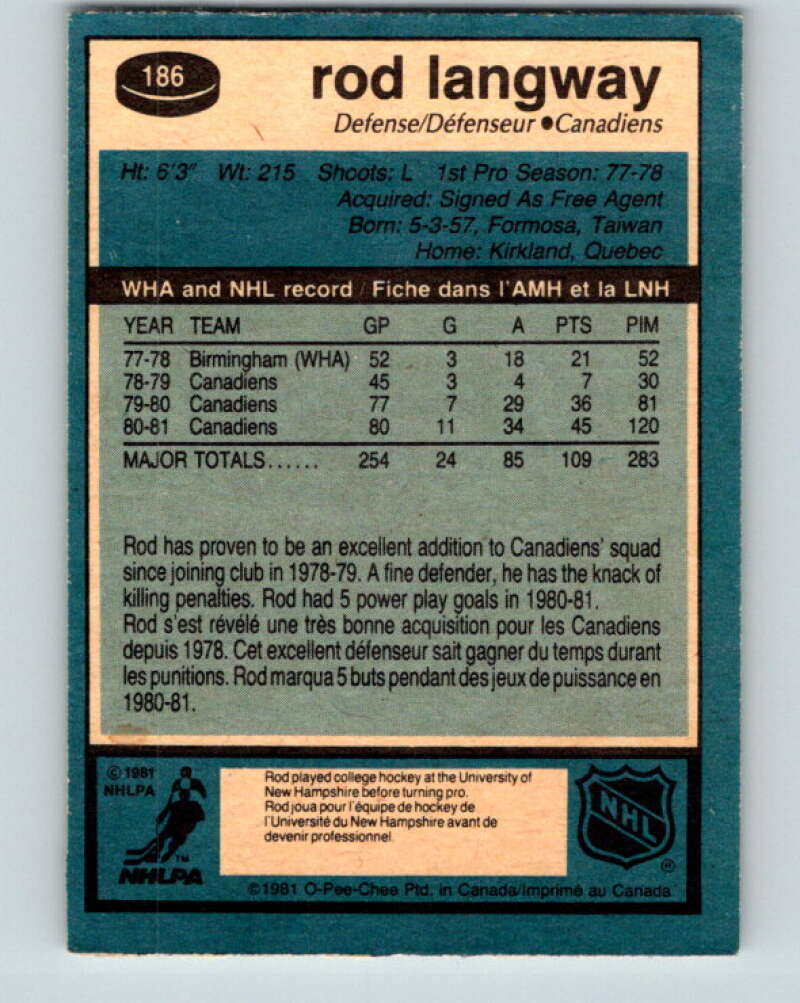 186
rod langway
Defense/Défenseur •Canadiens
Ht: 6'3" Wt: 215 Shoots: L 1st Pro Season: 77-78
Acquired: Signed As Free Agent
Born: 5-3-57, Formosa, Taiwan
Home: Kirkland, Quebec
WHA and NHL record / Fiche dans l'AMH et la LNH
YEAR TEAM GP G A PTS PIM
77-78 Birmingham (WHA) 52 3 18 21 52
78-79 Canadiens 45 3 4 7 30
79-80 Canadiens 77 7 29 36 81
80-81 Canadiens 80 11 34 45 120
MAJOR TOTALS...... 254 24 85 109 283
Rod has proven to be an excellent addition to Canadiens' squad
since joining club in 1978-79. A fine defender, he has the knack of
killing penalties. Rod had 5 power play goals in 1980-81.
Rod s'est révélé une très bonne acquisition pour les Canadiens
depuis 1978. Cet excellent défenseur sait gagner du temps durant
les punitions. Rod marqua 5 buts pendant des jeux de puissance en
1980-81.
© 1981
NHLPA
TM
NHLPA
Rod played college hockey at the University of
New Hampshire before turning pro.
Rod joua pour l'équipe de hockey de
l'Université du New Hampshire avant de
devenir professionnel.
NHL
®
©1981 O-Pee-Chee Ptd. in Canada/Imprimé au Canada